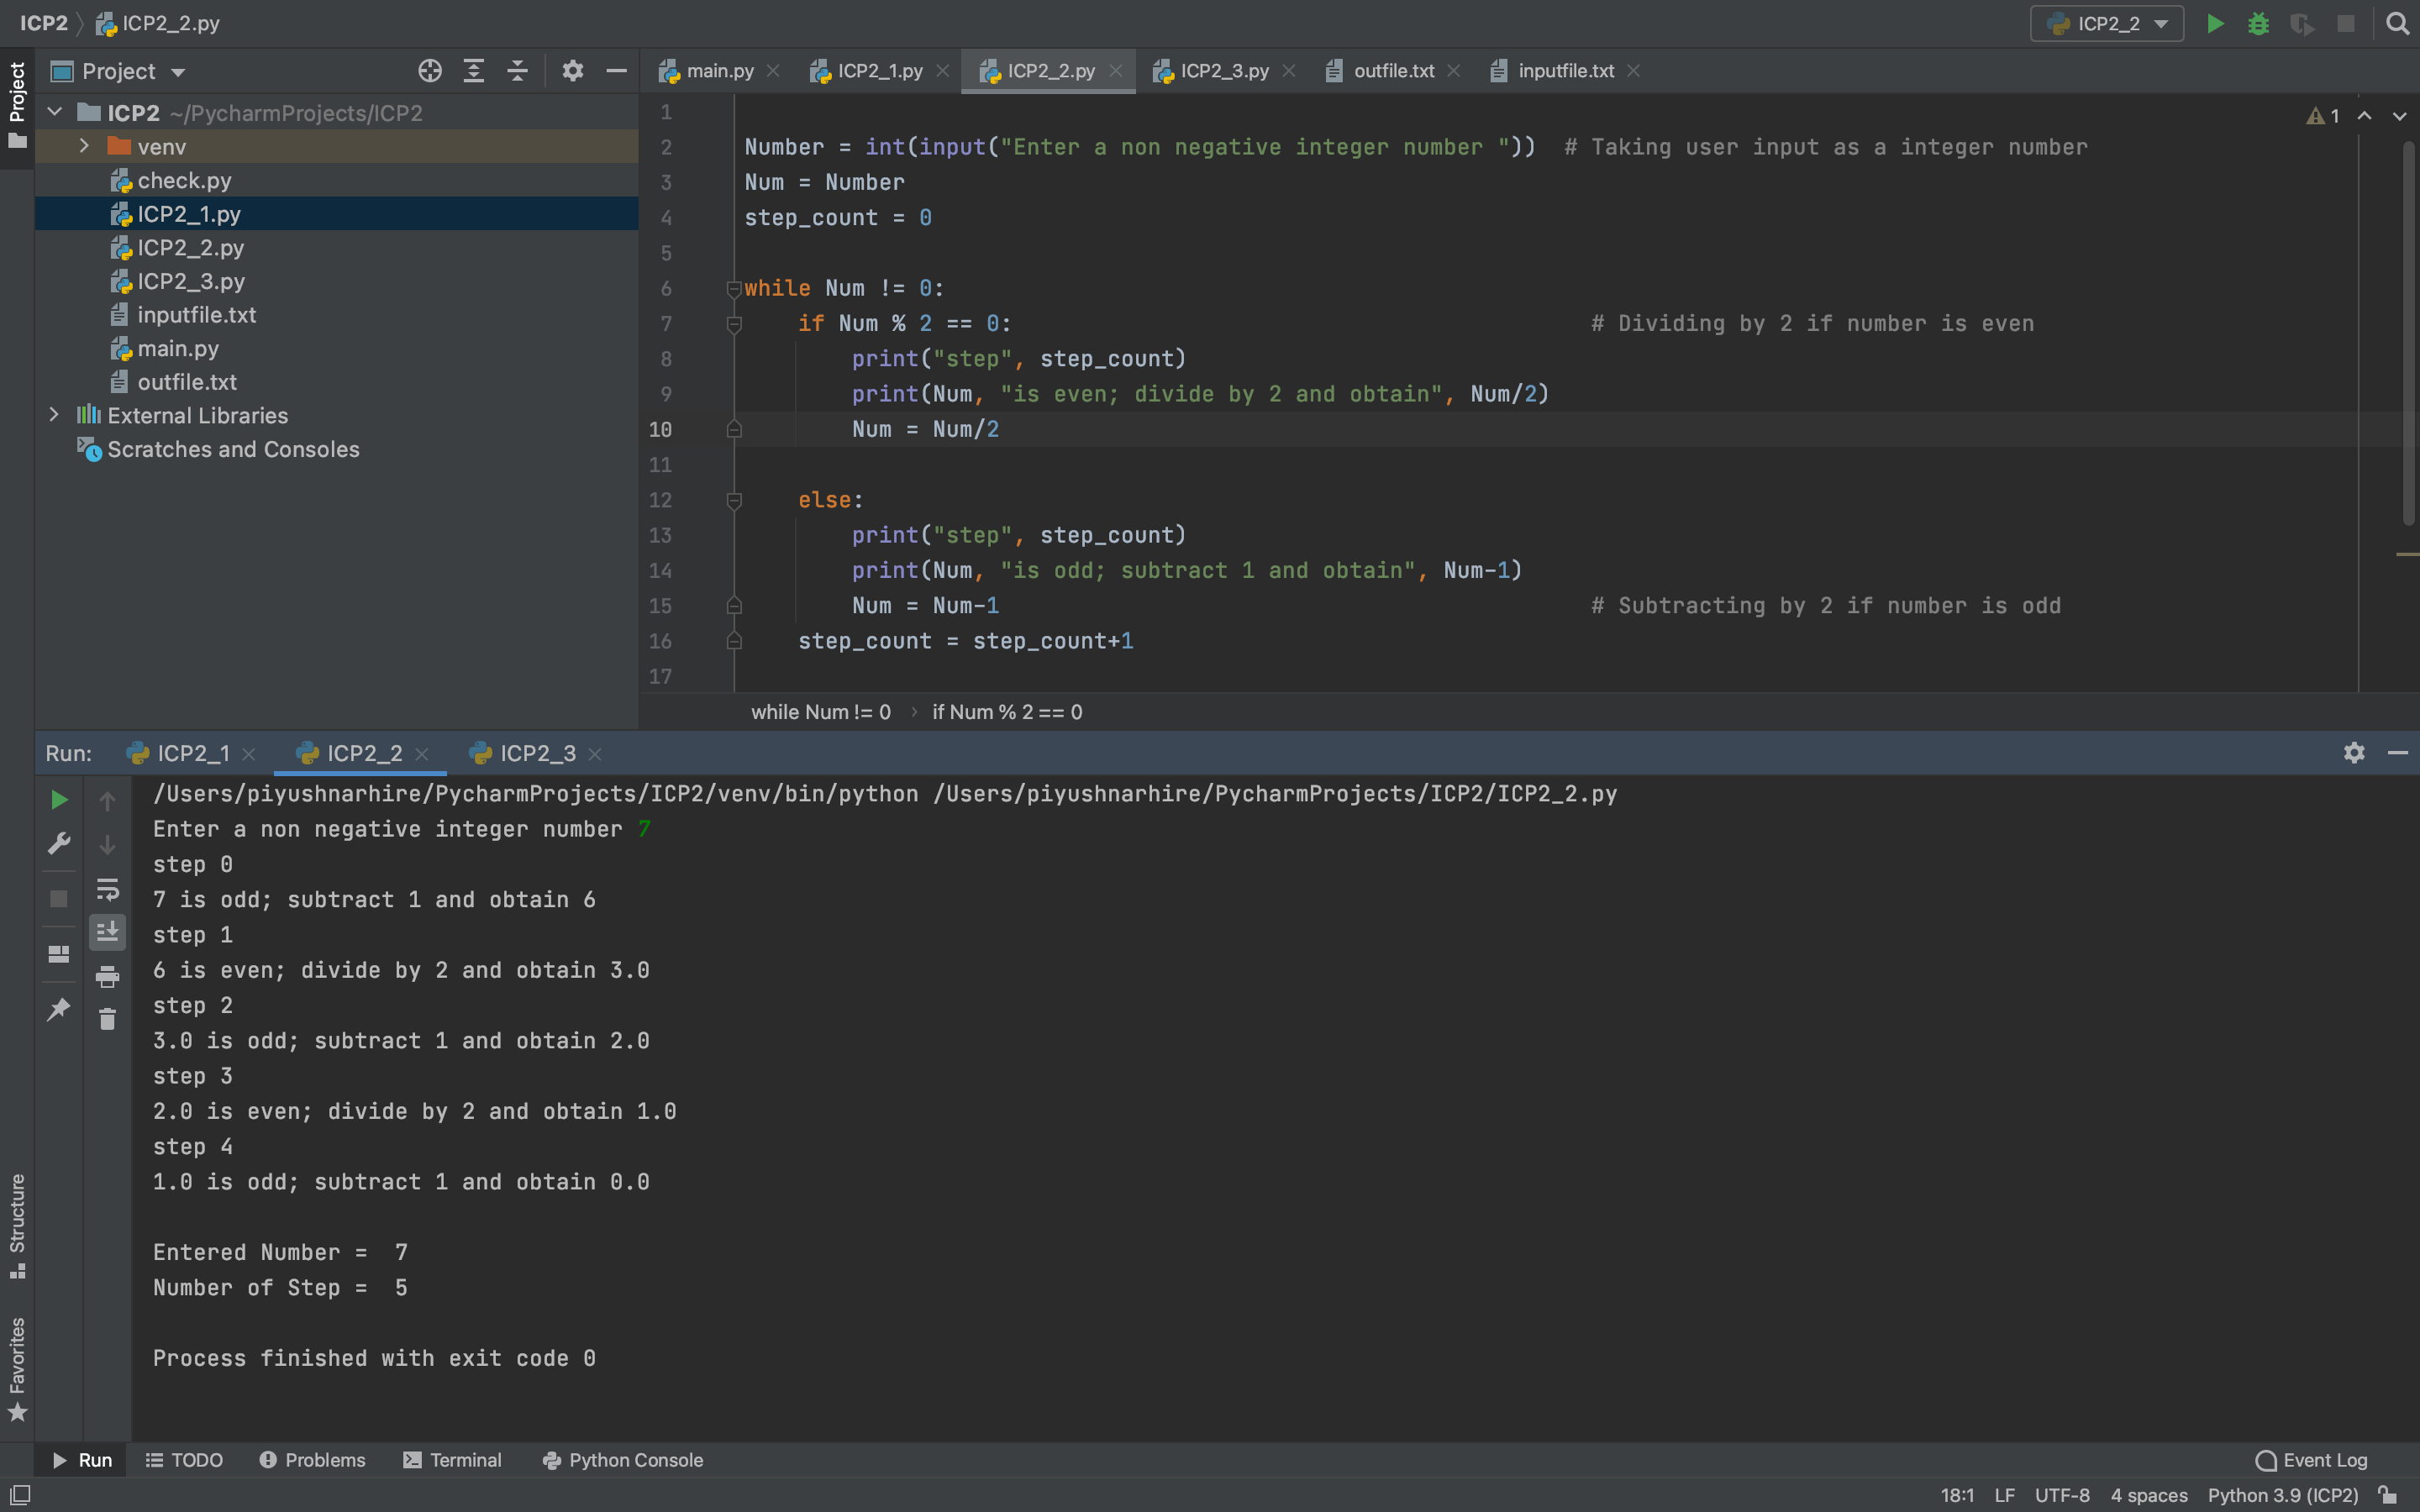 ICP2 ICP2_2.py ICP2_2
Project Project main.py ICP2_1.py ICP2_2.py ICP2_3.py outfile.txt inputfile.txt
ICP2 ~/PycharmProjects/ICP2
venv
check.py
ICP2_1.py
ICP2_2.py
ICP2_3.py
inputfile.txt
main.py
outfile.txt
External Libraries
Scratches and Consoles
1
1
2 Number = int(input("Enter a non negative integer number ")) # Taking user input as a integer number
3 Num = Number
4 step_count = 0
5
6 while Num != 0:
7 if Num % 2 == 0: # Dividing by 2 if number is even
8 print("step", step_count)
9 print(Num, "is even; divide by 2 and obtain", Num/2)
10 Num = Num/2
11
12 else:
13 print("step", step_count)
14 print(Num, "is odd; subtract 1 and obtain", Num-1)
15 Num = Num-1 # Subtracting by 2 if number is odd
16 step_count = step_count+1
17
while Num != 0 › if Num % 2 == 0
Run: ICP2_1 ICP2_2 ICP2_3
/Users/piyushnarhire/PycharmProjects/ICP2/venv/bin/python /Users/piyushnarhire/PycharmProjects/ICP2/ICP2_2.py
Enter a non negative integer number 7
step 0
7 is odd; subtract 1 and obtain 6
step 1
6 is even; divide by 2 and obtain 3.0
step 2
3.0 is odd; subtract 1 and obtain 2.0
step 3
2.0 is even; divide by 2 and obtain 1.0
step 4
1.0 is odd; subtract 1 and obtain 0.0
Entered Number =  7
Number of Step =  5
Process finished with exit code 0
Structure
Favorites
Run TODO Problems Terminal Python Console Event Log
18:1 LF UTF-8 4 spaces Python 3.9 (ICP2)